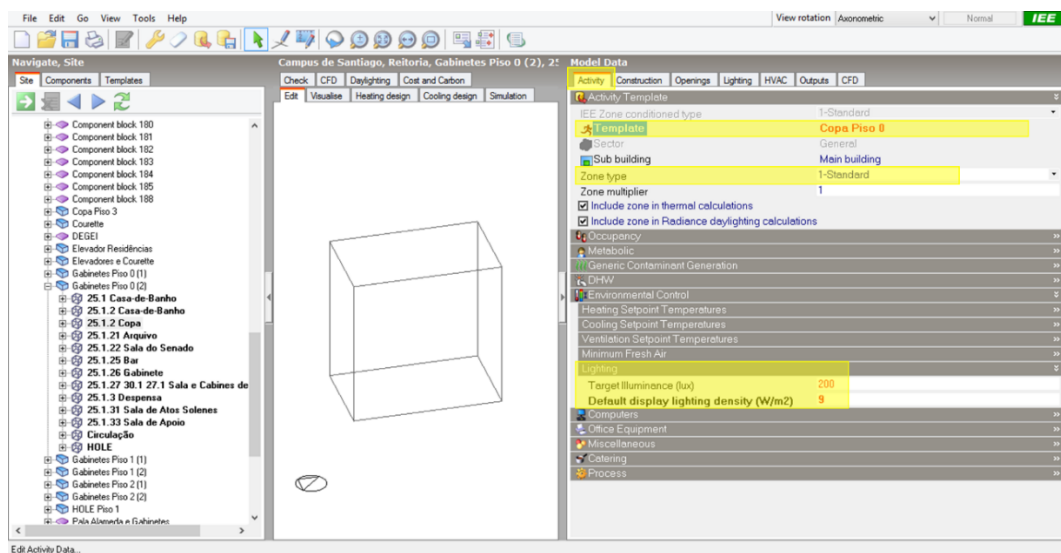 File Edit Go View Tools Help
View rotation Axonometric Normal IEE
Navigate, Site
Site Components Templates
Component block 180
Component block 181
Component block 182
Component block 183
Component block 184
Component block 185
Component block 188
Copa Piso 3
Courette
DEGEI
Elevador Residências
Elevadores e Courette
Gabinetes Piso 0 (1)
Gabinetes Piso 0 (2)
25.1 Casa-de-Banho
25.1.2 Casa-de-Banho
25.1.2 Copa
25.1.21 Arquivo
25.1.22 Sala do Senado
25.1.25 Bar
25.1.26 Gabinete
25.1.27 30.1 27.1 Sala e Cabines de
25.1.3 Despensa
25.1.31 Sala de Atos Solenes
25.1.33 Sala de Apoio
Circulação
HOLE
Gabinetes Piso 1 (1)
Gabinetes Piso 1 (2)
Gabinetes Piso 2 (1)
Gabinetes Piso 2 (2)
HOLE Piso 1
Pala Alameda e Gabinetes
Campus de Santiago, Reitoria, Gabinetes Piso 0 (2), 25
Check CFD Daylighting Cost and Carbon
Edit Visualise Heating design Cooling design Simulation
Model Data
Activity Construction Openings Lighting HVAC Outputs CFD
Activity Template
IEE Zone conditioned type 1-Standard
Template Copa Piso 0
Sector General
Sub building Main building
Zone type 1-Standard
Zone multiplier 1
Include zone in thermal calculations
Include zone in Radiance daylighting calculations
Occupancy
Metabolic
Generic Contaminant Generation
DHW
Environmental Control
Heating Setpoint Temperatures
Cooling Setpoint Temperatures
Ventilation Setpoint Temperatures
Minimum Fresh Air
Lighting
Target Illuminance (lux) 200
Default display lighting density (W/m2) 9
Computers
Office Equipment
Miscellaneous
Catering
Process
Edit Activity Data...